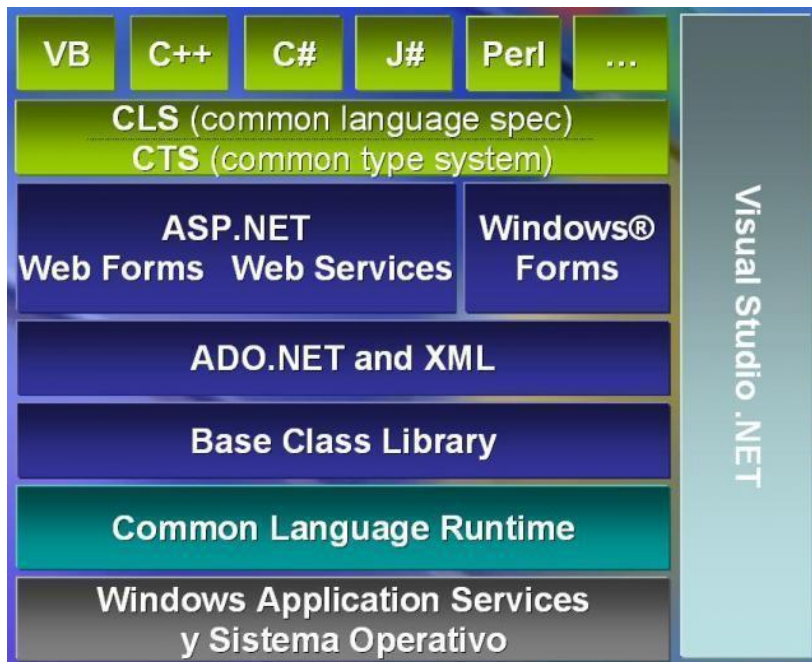 VB C++ C# J# Perl ...
CLS (common language spec)
CTS (common type system)
ASP.NET
Web Forms Web Services
Windows®
Forms
ADO.NET and XML
Base Class Library
Common Language Runtime
Windows Application Services
y Sistema Operativo
Visual Studio .NET